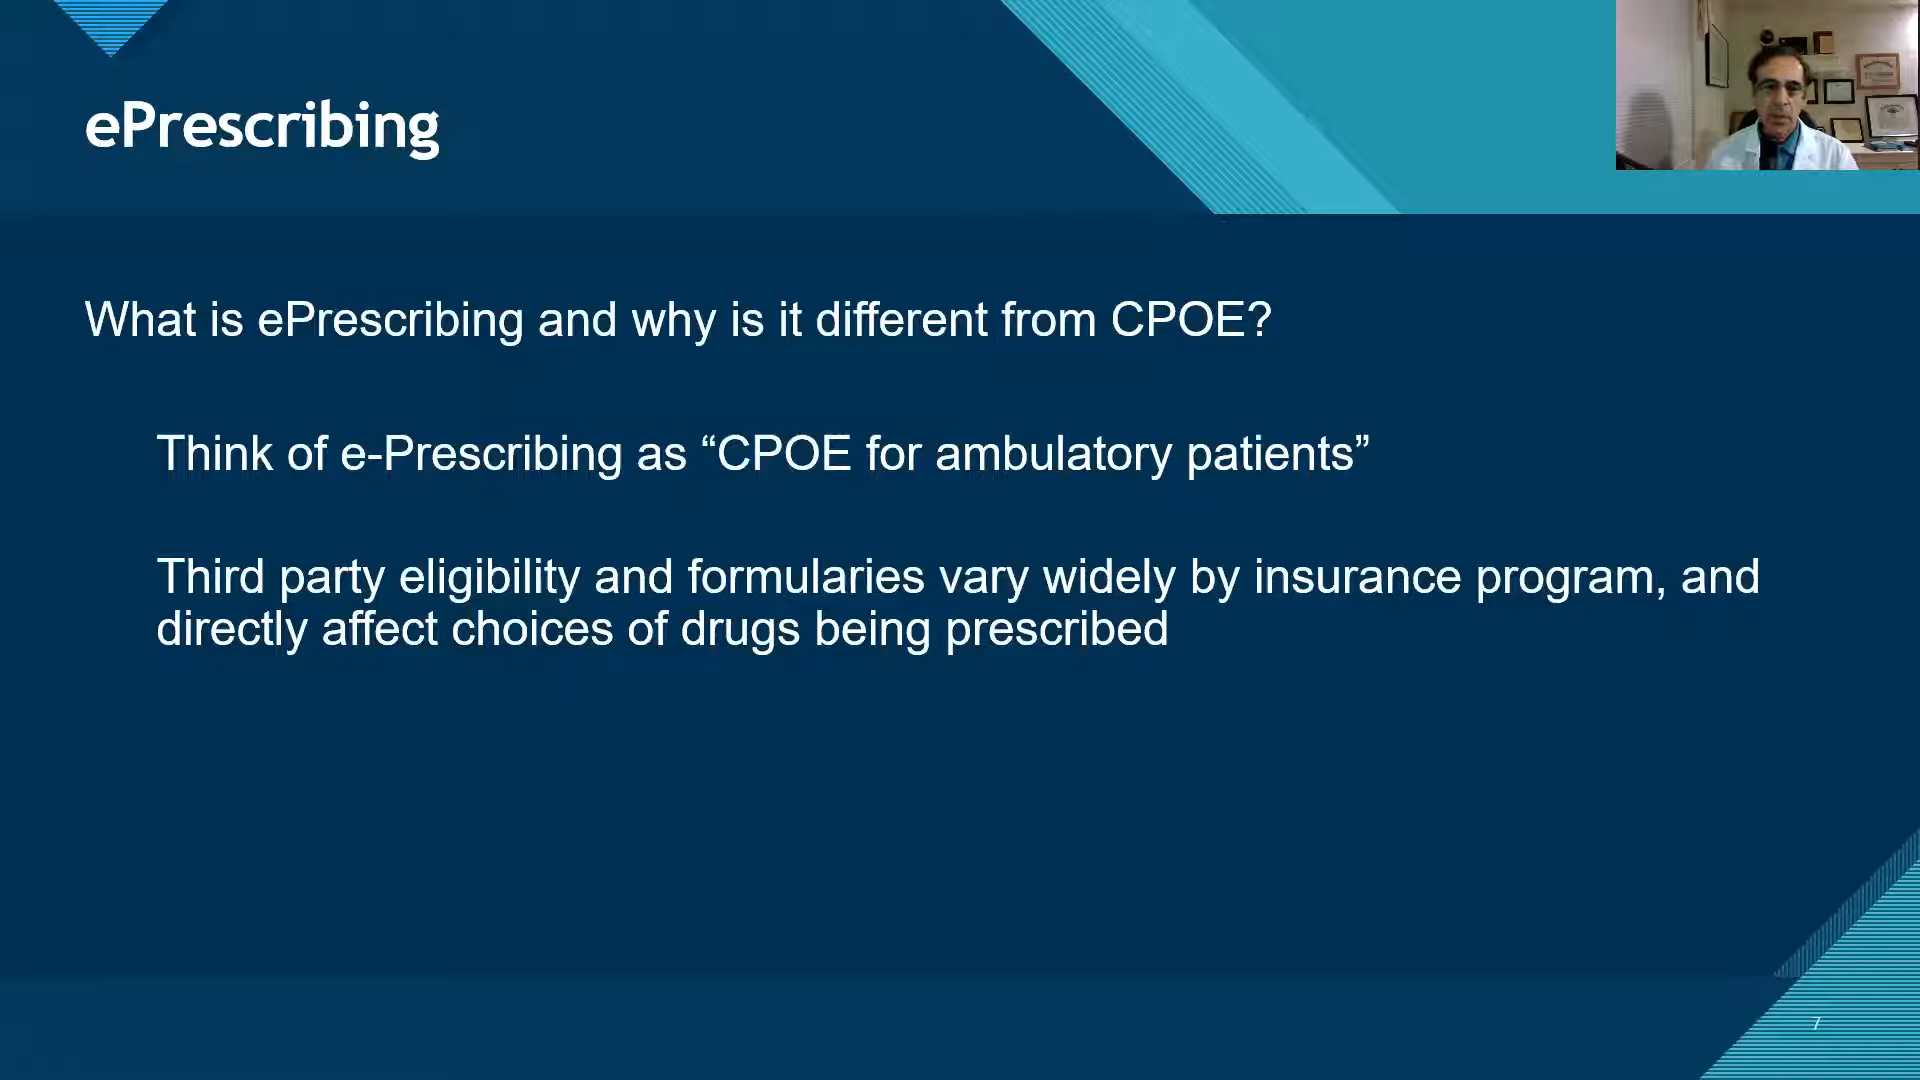 ePrescribing
What is ePrescribing and why is it different from CPOE?
Think of e-Prescribing as “CPOE for ambulatory patients”
Third party eligibility and formularies vary widely by insurance program, and
directly affect choices of drugs being prescribed
7